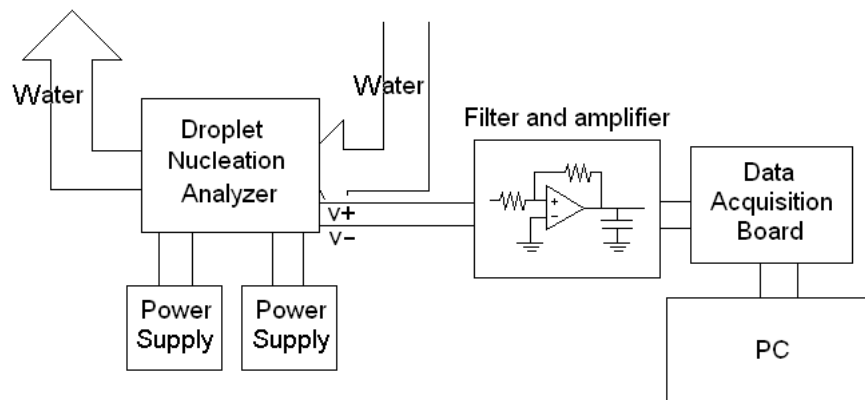 Water
Water
Droplet
Nucleation
Analyzer
Filter and amplifier
+
−
Data
Acquisition
Board
V+
V−
Power
Supply
Power
Supply
PC